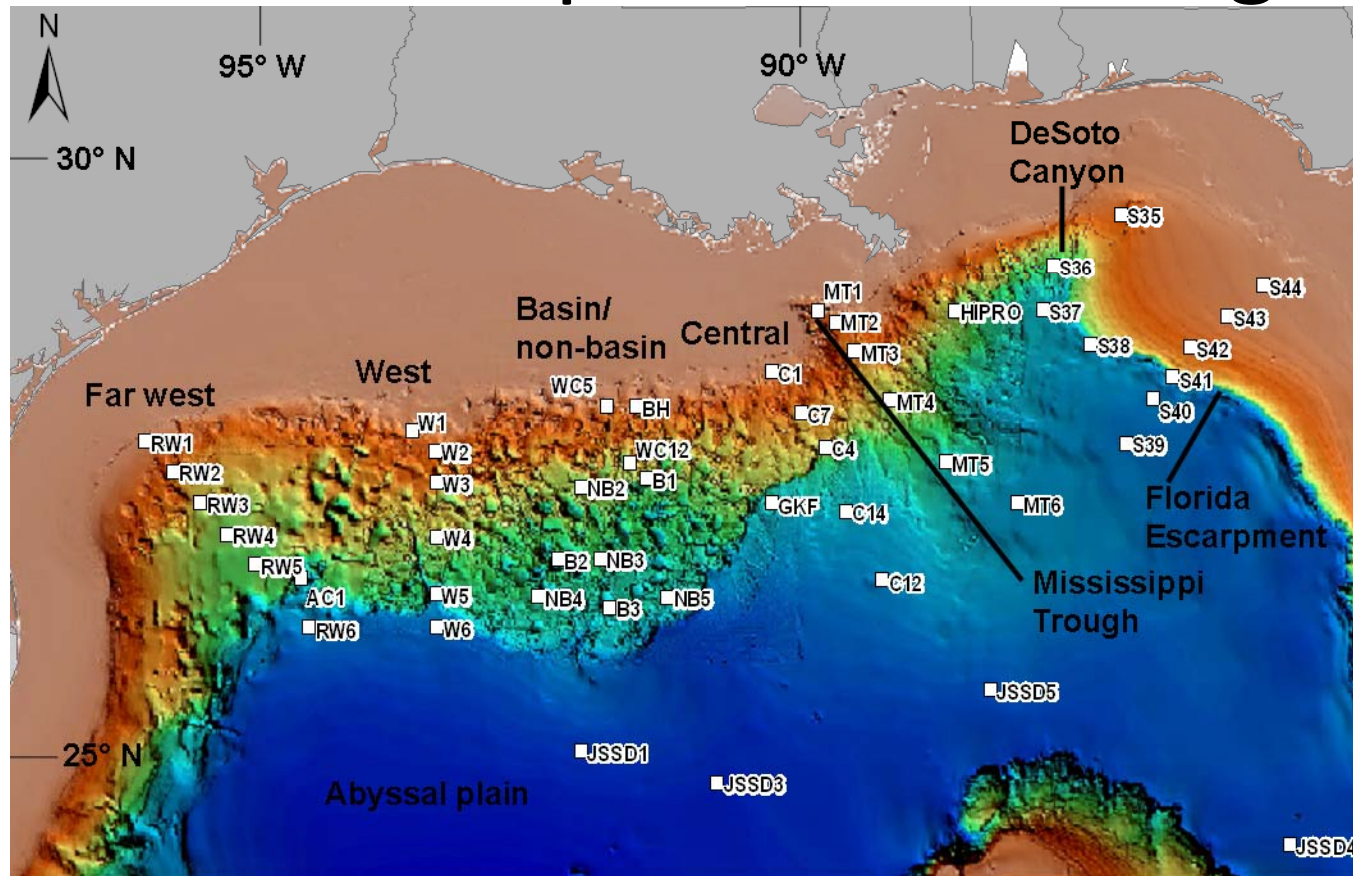 N
95° W
90° W
30° N
DeSoto
Canyon
S35
S36
S44
MT1
HIPRO
S37
S43
Basin/
non-basin
Central
MT2
MT3
S38
S42
West
WC5
C1
S41
Far west
BH
C7
MT4
S40
W1
RW1
W2
WC12
C4
S39
RW2
W3
NB2
B1
MT5
RW3
GKF
C14
MT6
Florida
Escarpment
RW4
W4
RW5
B2
NB3
C12
Mississippi
Trough
AC1
W5
NB4
B3
NB5
RW6
W6
JSSD5
25° N
JSSD1
Abyssal plain
JSSD3
JSSD4